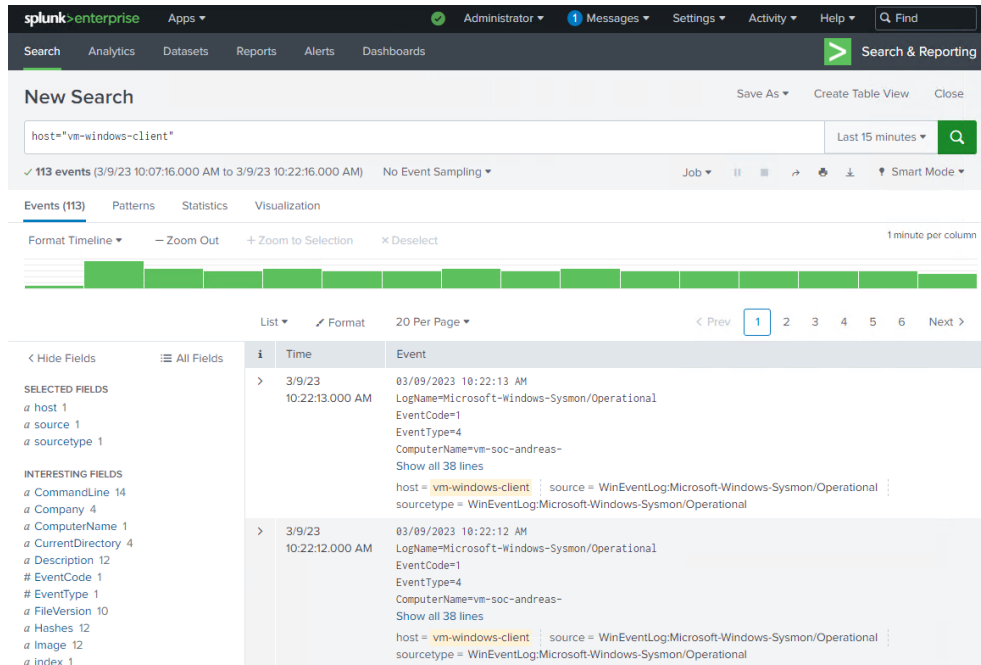 splunk>enterprise Apps ▾ Administrator ▾ 1 Messages ▾ Settings ▾ Activity ▾ Help ▾ Find
Search Analytics Datasets Reports Alerts Dashboards Search & Reporting
New Search Save As ▾ Create Table View Close
host="vm-windows-client" Last 15 minutes ▾
✓ 113 events (3/9/23 10:07:16.000 AM to 3/9/23 10:22:16.000 AM) No Event Sampling ▾ Job ▾ Smart Mode ▾
Events (113) Patterns Statistics Visualization
Format Timeline ▾ — Zoom Out + Zoom to Selection × Deselect 1 minute per column
List ▾ Format 20 Per Page ▾ < Prev 1 2 3 4 5 6 Next >
< Hide Fields All Fields
SELECTED FIELDS
a host 1
a source 1
a sourcetype 1
INTERESTING FIELDS
a CommandLine 14
a Company 4
a ComputerName 1
a CurrentDirectory 4
a Description 12
# EventCode 1
# EventType 1
a FileVersion 10
a Hashes 12
a Image 12
a index 1
i Time Event
> 3/9/23 03/09/2023 10:22:13 AM
10:22:13.000 AM LogName=Microsoft-Windows-Sysmon/Operational
EventCode=1
EventType=4
ComputerName=vm-soc-andreas-
Show all 38 lines
host = vm-windows-client source = WinEventLog:Microsoft-Windows-Sysmon/Operational
sourcetype = WinEventLog:Microsoft-Windows-Sysmon/Operational
> 3/9/23 03/09/2023 10:22:12 AM
10:22:12.000 AM LogName=Microsoft-Windows-Sysmon/Operational
EventCode=1
EventType=4
ComputerName=vm-soc-andreas-
Show all 38 lines
host = vm-windows-client source = WinEventLog:Microsoft-Windows-Sysmon/Operational
sourcetype = WinEventLog:Microsoft-Windows-Sysmon/Operational